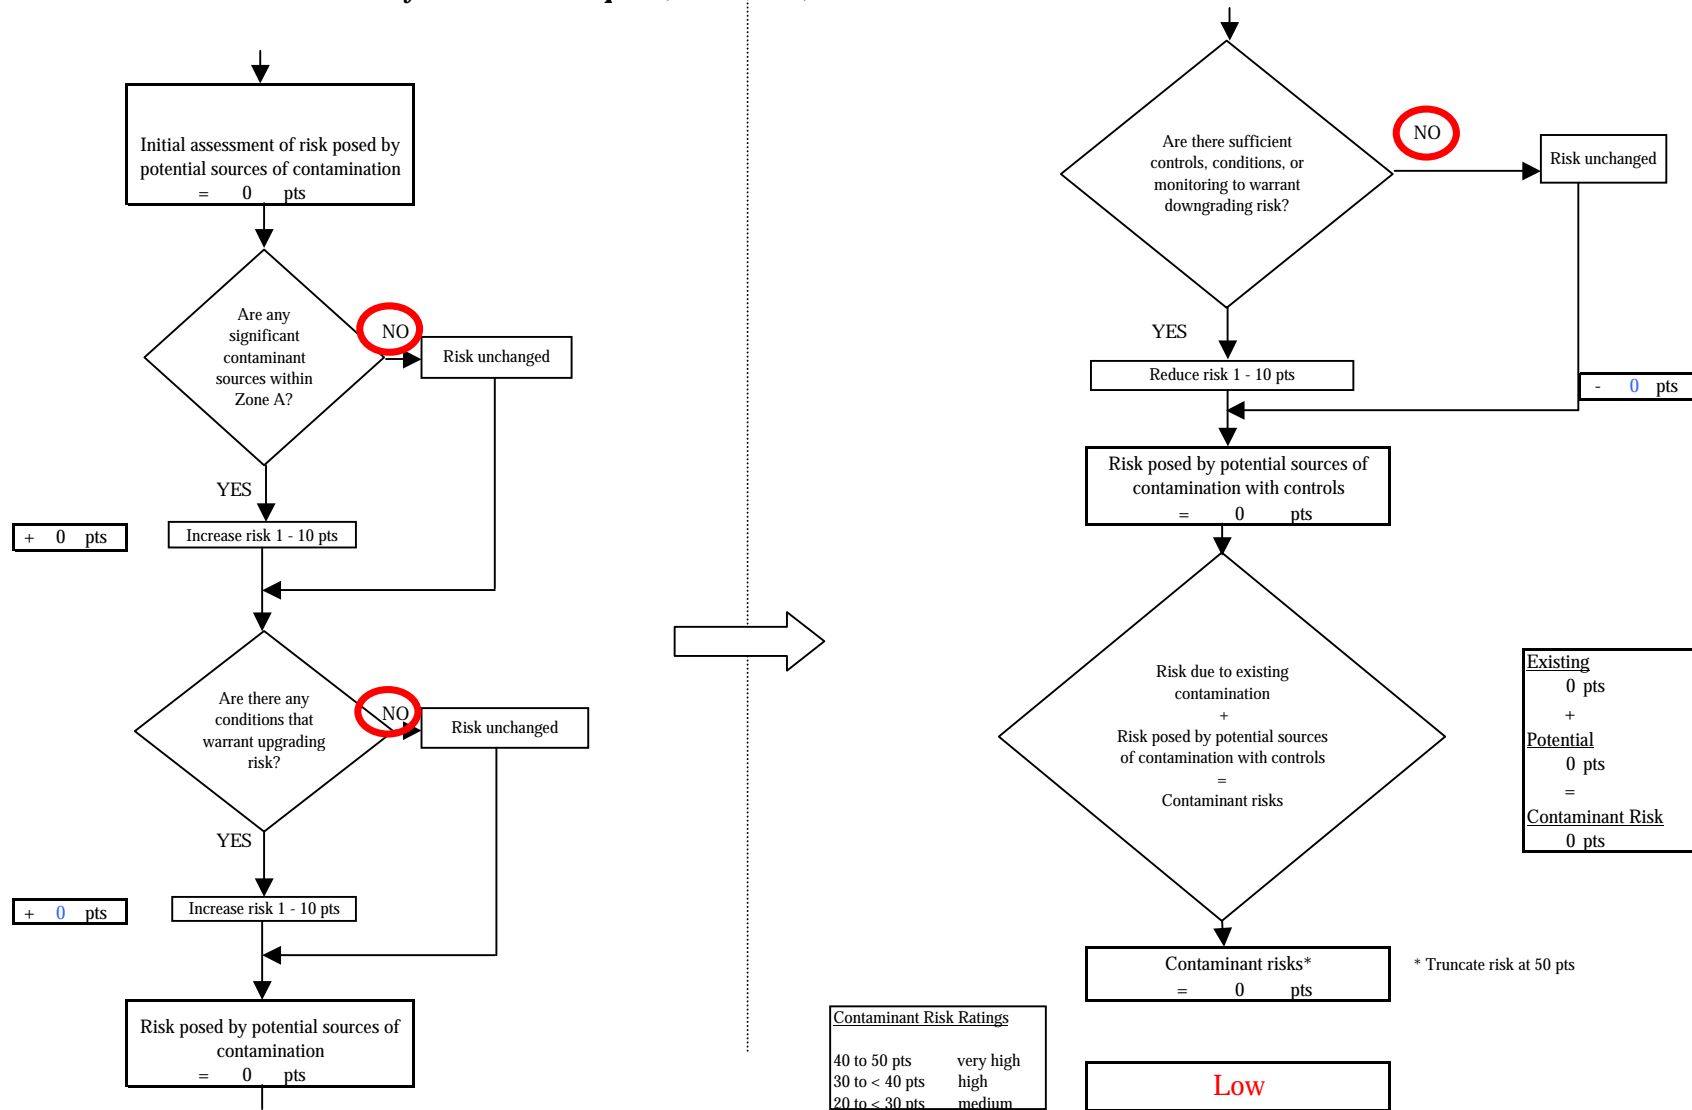 Initial assessment of risk posed by
potential sources of contamination
= 0 pts
Are any
significant
contaminant
sources within
Zone A?
NO
Risk unchanged
YES
+ 0 pts
Increase risk 1 - 10 pts
Are there any
conditions that
warrant upgrading
risk?
NO
Risk unchanged
YES
+ 0 pts
Increase risk 1 - 10 pts
Risk posed by potential sources of
contamination
= 0 pts
Are there sufficient
controls, conditions, or
monitoring to warrant
downgrading risk?
NO
Risk unchanged
YES
Reduce risk 1 - 10 pts
- 0 pts
Risk posed by potential sources of
contamination with controls
= 0 pts
Risk due to existing
contamination
+
Risk posed by potential sources
of contamination with controls
=
Contaminant risks
Existing
0 pts
+
Potential
0 pts
=
Contaminant Risk
0 pts
Contaminant risks*
= 0 pts
* Truncate risk at 50 pts
Contaminant Risk Ratings
40 to 50 pts very high
30 to < 40 pts high
20 to < 30 pts medium
Low